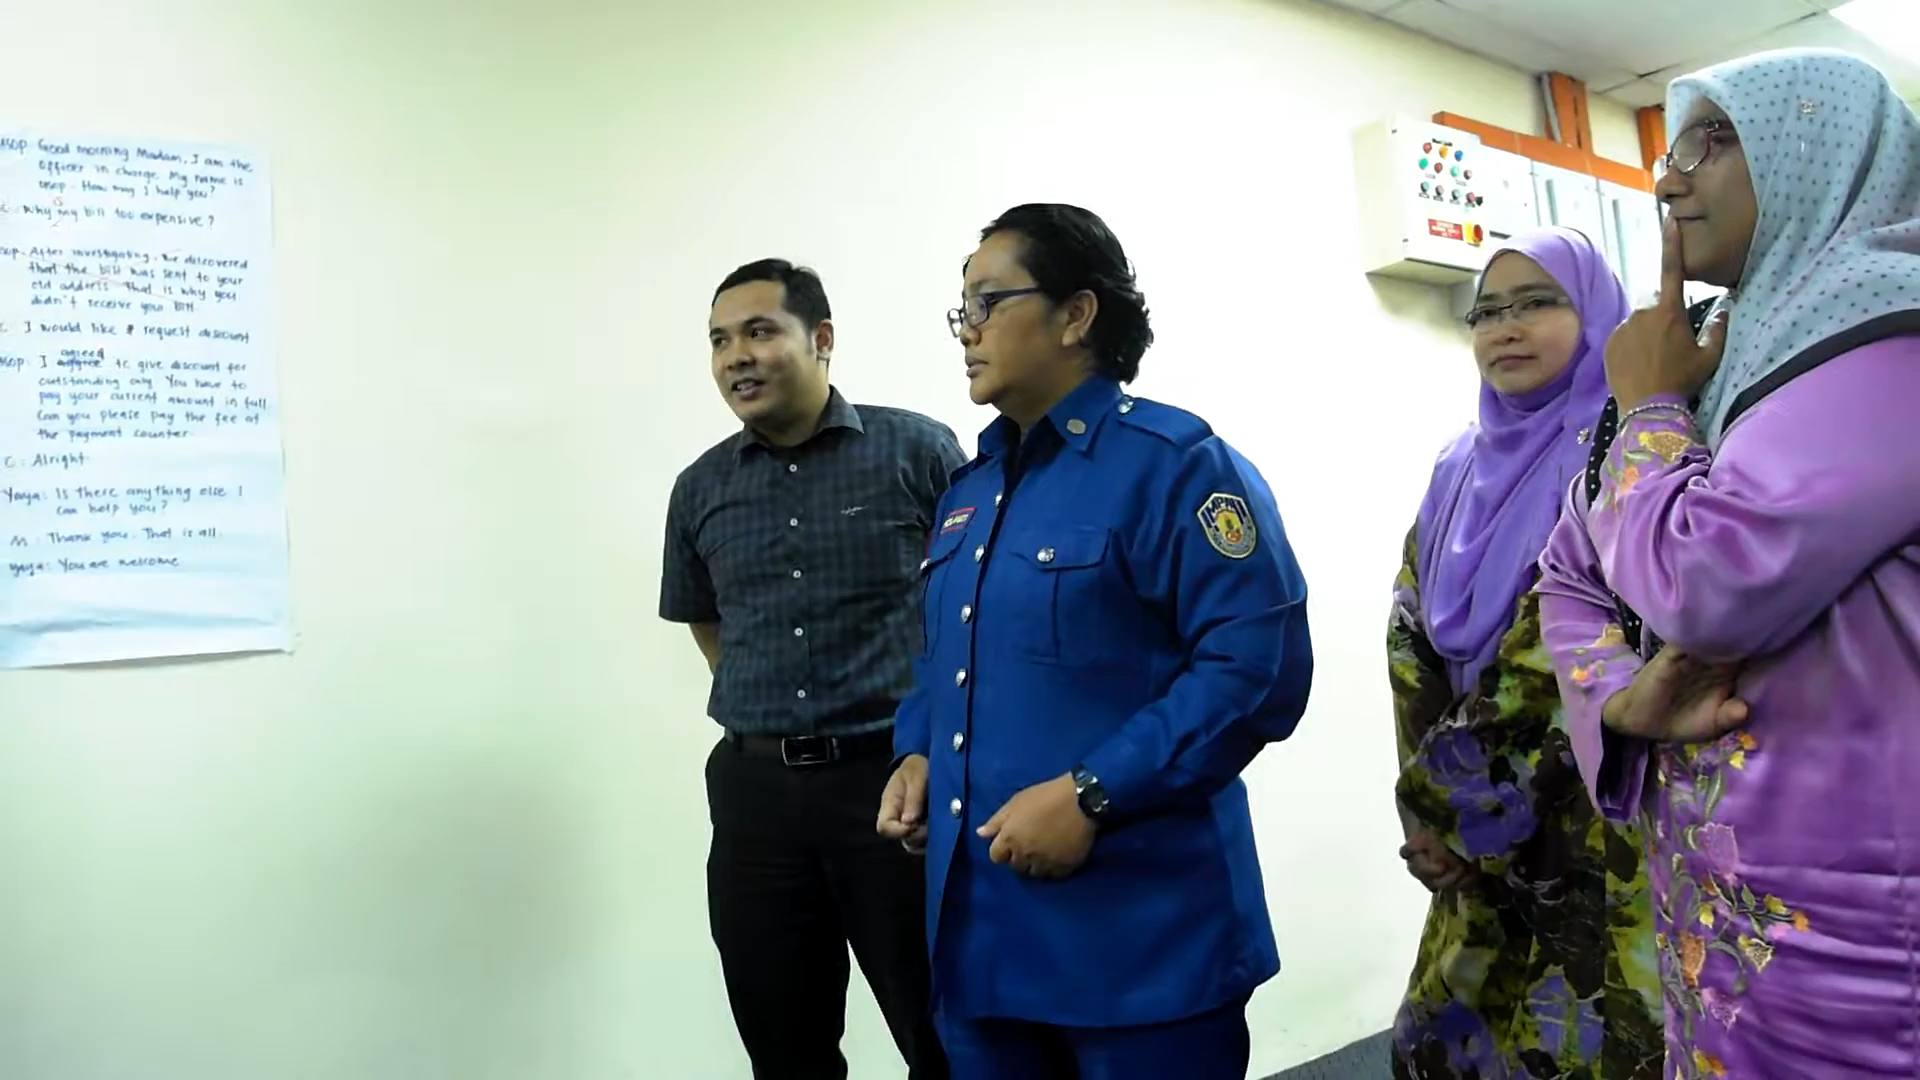 Good morning Madam, I am the
officer in charge. My name is
How may I help you?
Why is my bill too expensive?
After investigating, we discovered
that the bill was sent to your
old address. That is why you
didn't receive your bill.
I would like request discount
agreed
I to give discount for
outstanding only. You have to
pay your current amount in full.
Can you please pay the fee at
the payment counter.
C: Alright
Yaya: Is there anything else I
can help you?
M: Thank you. That is all.
Yaya: You are welcome
MPM